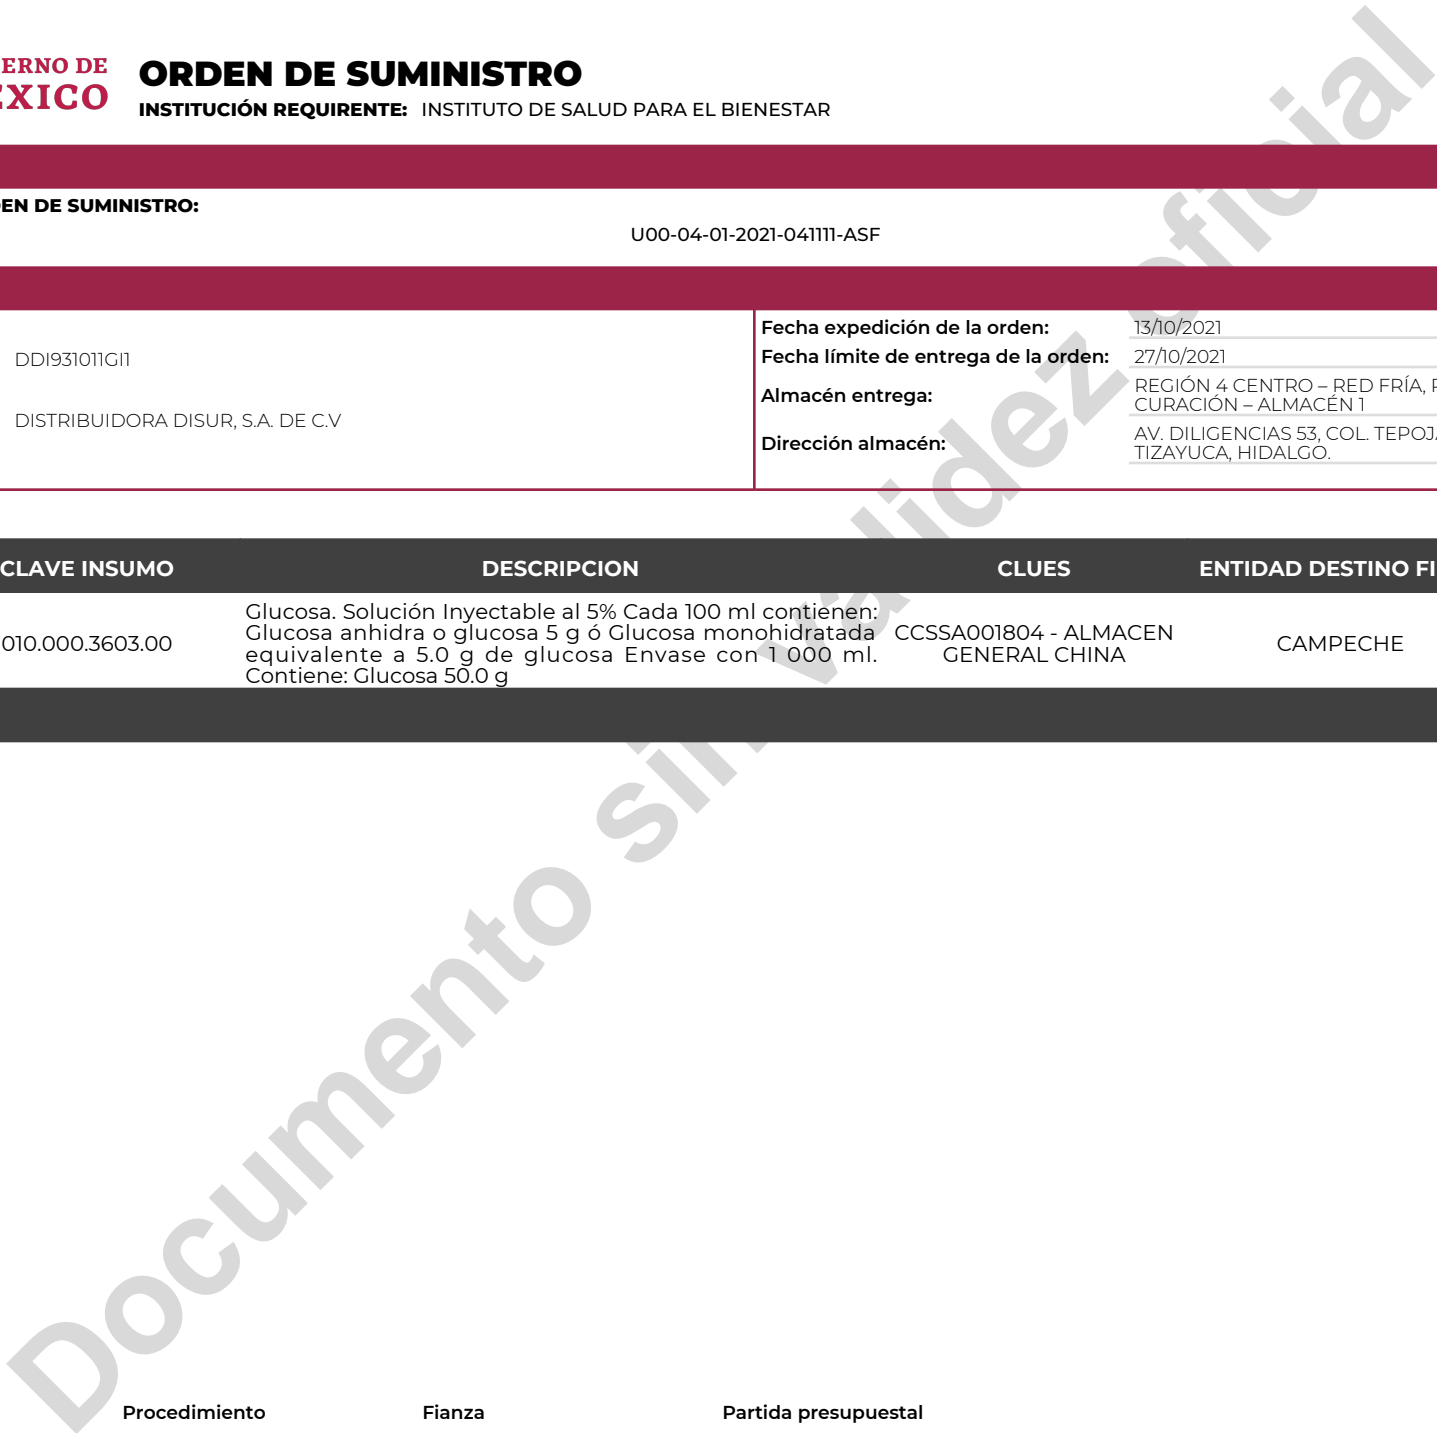 ERNO DE
ÉXICO
ORDEN DE SUMINISTRO
INSTITUCIÓN REQUIRENTE: INSTITUTO DE SALUD PARA EL BIENESTAR
EN DE SUMINISTRO:
U00-04-01-2021-041111-ASF
DDI931011GI1
DISTRIBUIDORA DISUR, S.A. DE C.V
Fecha expedición de la orden: 13/10/2021
Fecha límite de entrega de la orden: 27/10/2021
Almacén entrega: REGIÓN 4 CENTRO – RED FRÍA,
CURACIÓN – ALMACÉN 1
Dirección almacén: AV. DILIGENCIAS 53, COL. TEPOJ
TIZAYUCA, HIDALGO.
CLAVE INSUMO DESCRIPCION CLUES ENTIDAD DESTINO FI
010.000.3603.00
Glucosa. Solución Inyectable al 5% Cada 100 ml contienen:
Glucosa anhidra o glucosa 5 g ó Glucosa monohidratada
equivalente a 5.0 g de glucosa Envase con 1 000 ml.
Contiene: Glucosa 50.0 g
CCSSA001804 - ALMACEN
GENERAL CHINA
CAMPECHE
Documento sin validez oficial
Procedimiento Fianza Partida presupuestal